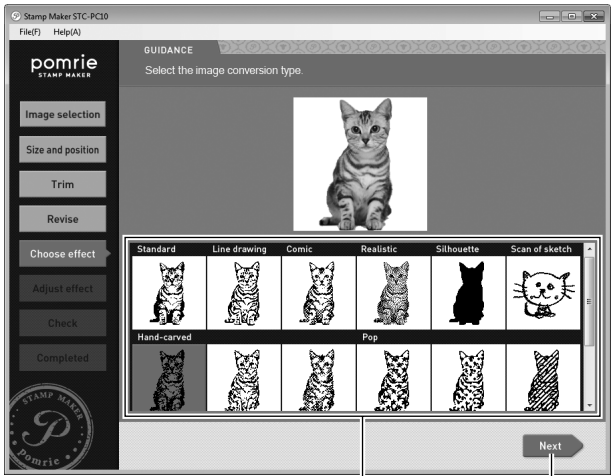 Stamp Maker STC-PC10
File(F) Help(A)
pomrie
STAMP MAKER
GUIDANCE
Select the image conversion type.
Image selection
Size and position
Trim
Revise
Choose effect
Adjust effect
Check
Completed
Standard Line drawing Comic Realistic Silhouette Scan of sketch
Hand-carved Pop
STAMP MAKER
Pomrie
Next